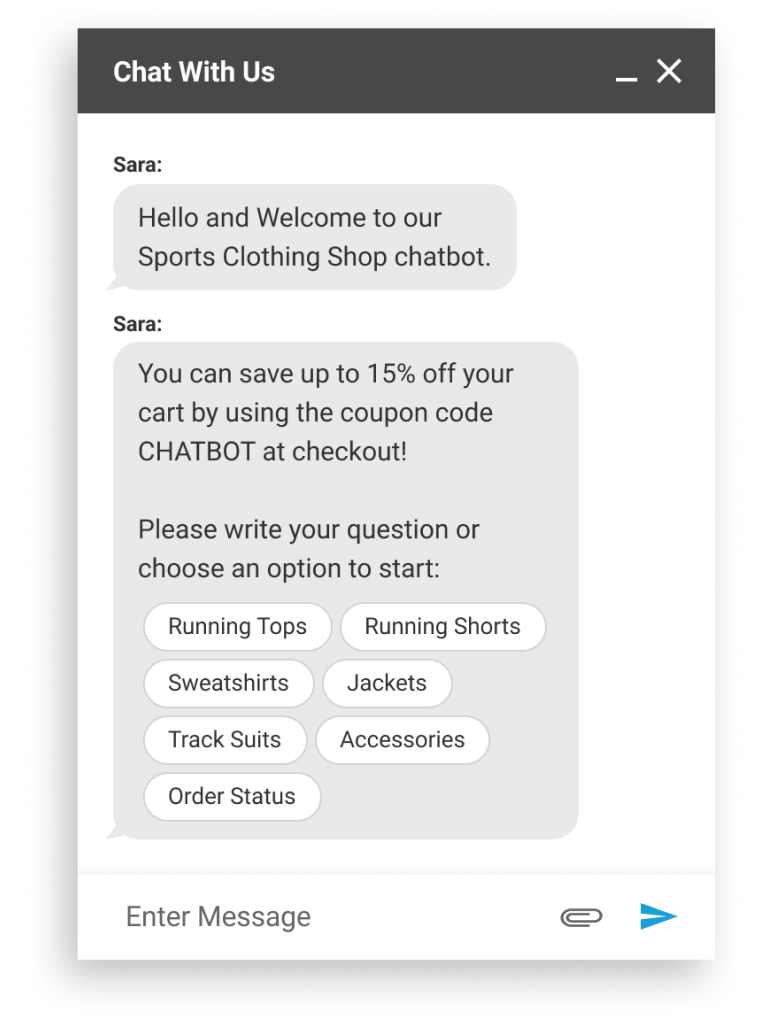 Chat With Us
Sara:
Hello and Welcome to our
Sports Clothing Shop chatbot.
Sara:
You can save up to 15% off your
cart by using the coupon code
CHATBOT at checkout!
Please write your question or
choose an option to start:
Running Tops Running Shorts
Sweatshirts Jackets
Track Suits Accessories
Order Status
Enter Message